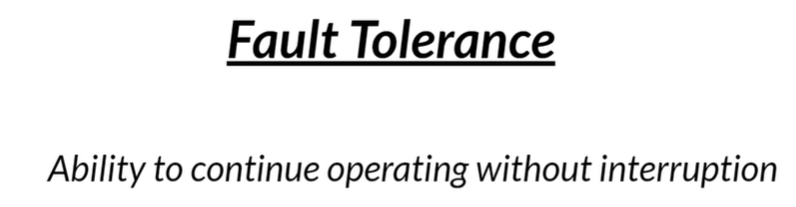 Fault Tolerance
Ability to continue operating without interruption